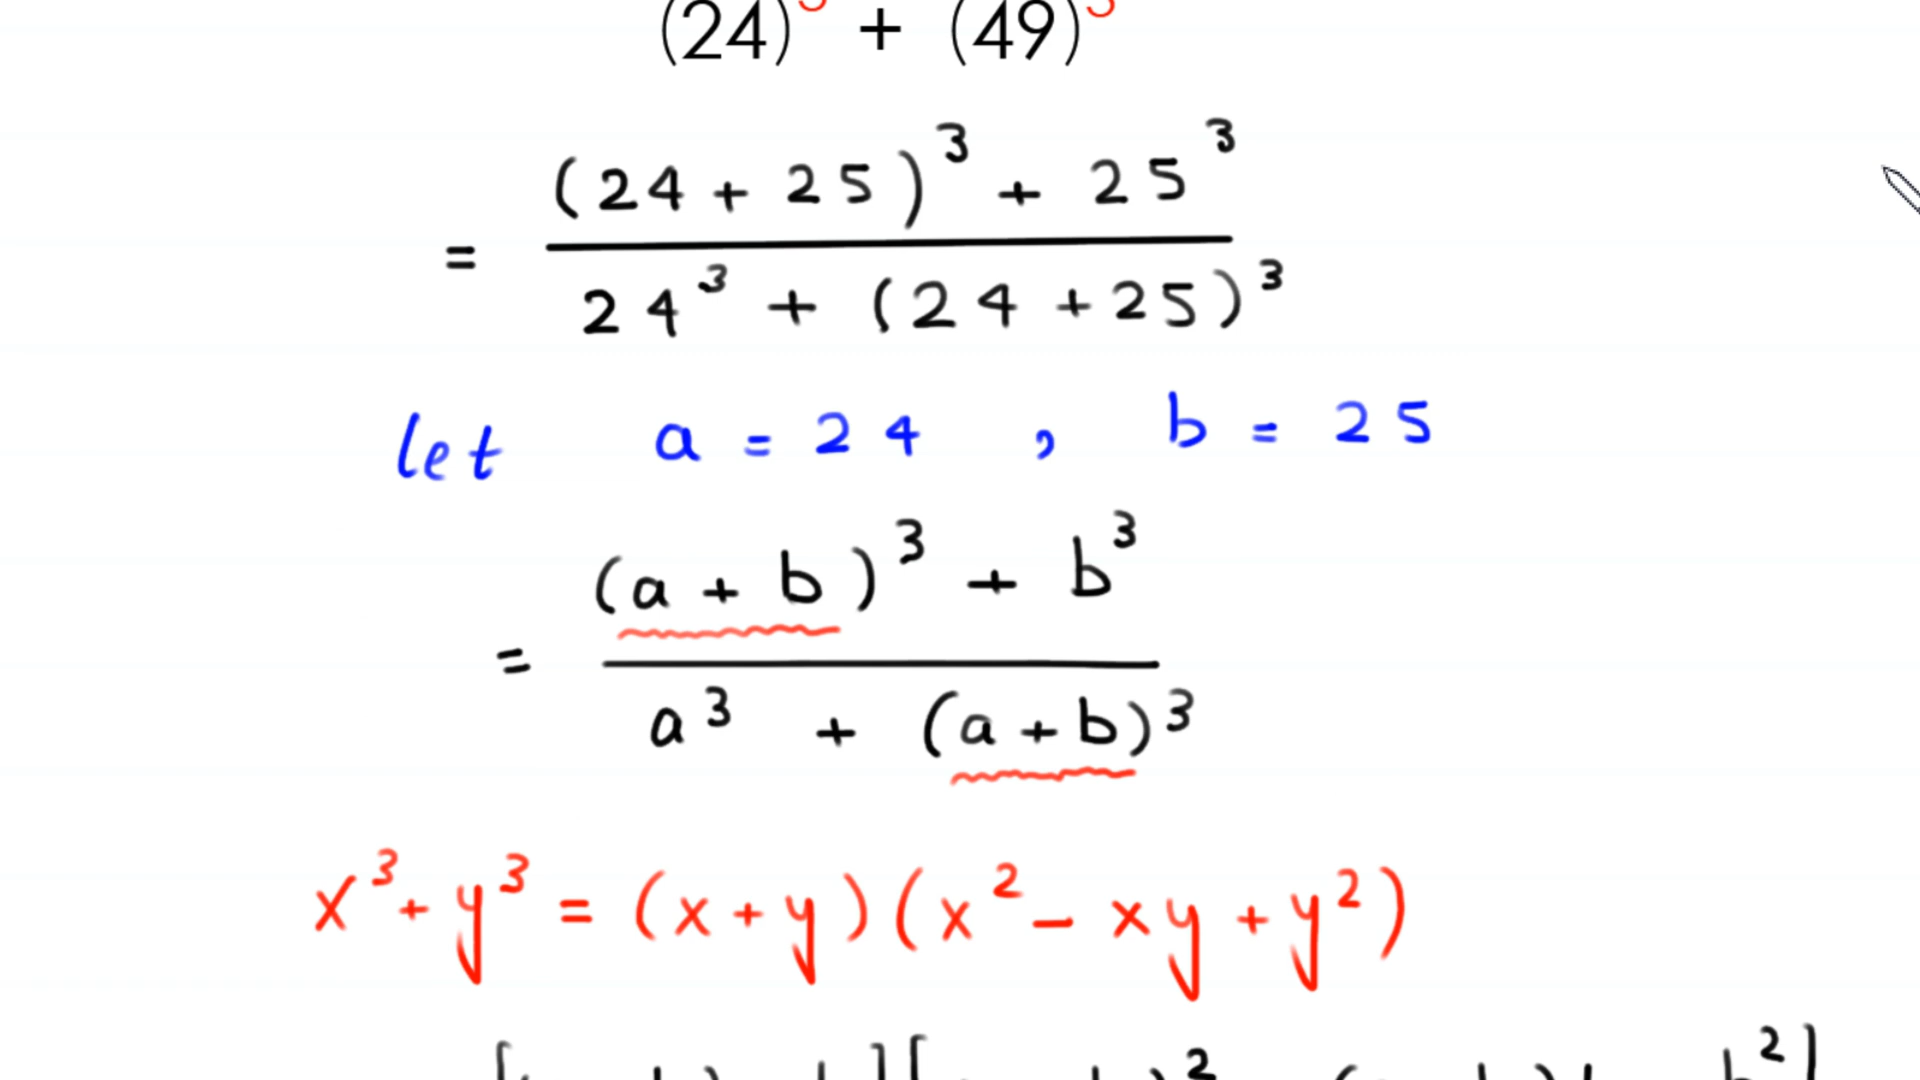 (24)³ + (49)³
= ((24 + 25)³ + 25³) / (24³ + (24 + 25)³)
let a = 24 , b = 25
= ((a + b)³ + b³) / (a³ + (a + b)³)
x³ + y³ = (x + y)(x² - xy + y²)